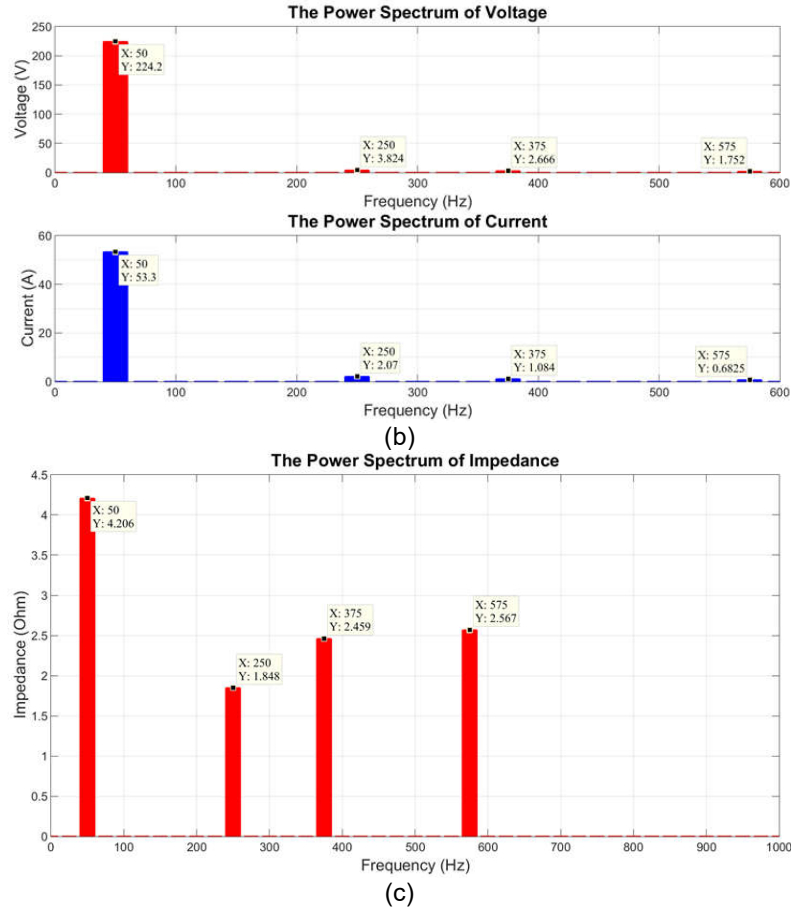 The Power Spectrum of Voltage
Voltage (V)
250
200
150
100
50
0
X: 50
Y: 224.2
X: 250
Y: 3.824
X: 375
Y: 2.666
X: 575
Y: 1.752
0 100 200 300 400 500 600
Frequency (Hz)
The Power Spectrum of Current
Current (A)
60
40
20
0
X: 50
Y: 53.3
X: 250
Y: 2.07
X: 375
Y: 1.084
X: 575
Y: 0.6825
0 100 200 300 400 500 600
Frequency (Hz)
(b)
The Power Spectrum of Impedance
Impedance (Ohm)
4.5
4
3.5
3
2.5
2
1.5
1
0.5
0
X: 50
Y: 4.206
X: 250
Y: 1.848
X: 375
Y: 2.459
X: 575
Y: 2.567
0 100 200 300 400 500 600 700 800 900 1000
Frequency (Hz)
(c)